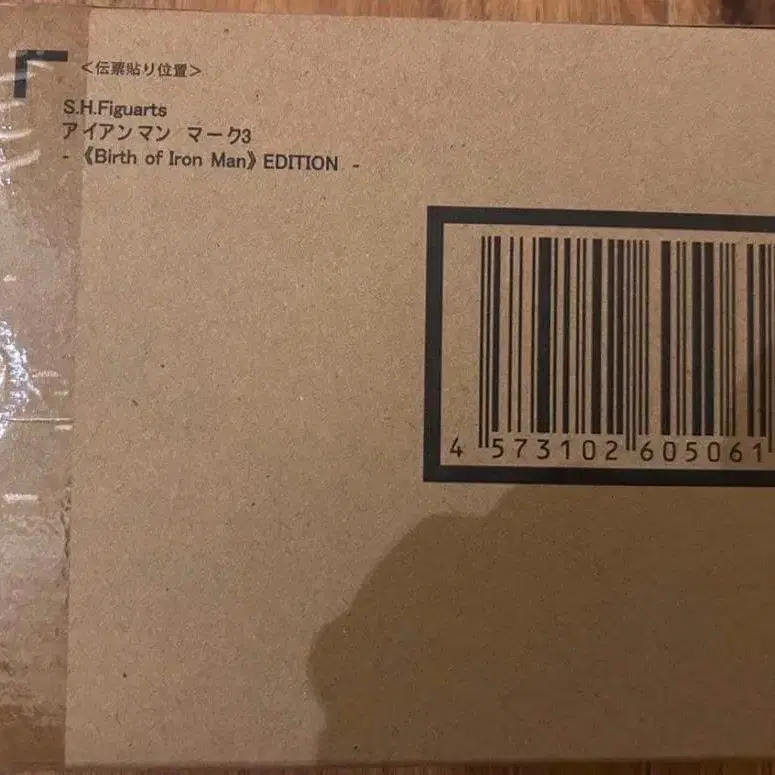 ＜伝票貼り位置＞
S.H.Figuarts
アイアンマン マーク3
- 《Birth of Iron Man》 EDITION -
4 573102 605061